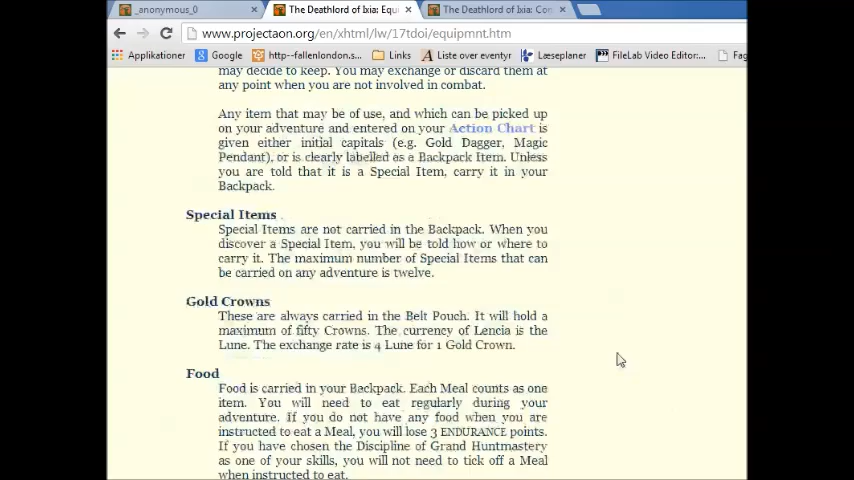 _anonymous_0
The Deathlord of Ixia: Equi
The Deathlord of Ixia: Con
www.projectaon.org/en/xhtml/lw/17tdoi/equipmnt.htm
Applikationer
Google
http--fallenlondon.st...
Links
Liste over eventyr
Læseplaner
FileLab Video Editor:...
Fag
may decide to keep. You may exchange or discard them at
any point when you are not involved in combat.
Any item that may be of use, and which can be picked up
on your adventure and entered on your Action Chart is
given either initial capitals (e.g. Gold Dagger, Magic
Pendant), or is clearly labelled as a Backpack Item. Unless
you are told that it is a Special Item, carry it in your
Backpack.
Special Items
Special Items are not carried in the Backpack. When you
discover a Special Item, you will be told how or where to
carry it. The maximum number of Special Items that can
be carried on any adventure is twelve.
Gold Crowns
These are always carried in the Belt Pouch. It will hold a
maximum of fifty Crowns. The currency of Lencia is the
Lune. The exchange rate is 4 Lune for 1 Gold Crown.
Food
Food is carried in your Backpack. Each Meal counts as one
item. You will need to eat regularly during your
adventure. If you do not have any food when you are
instructed to eat a Meal, you will lose 3 ENDURANCE points.
If you have chosen the Discipline of Grand Huntmastery
as one of your skills, you will not need to tick off a Meal
when instructed to eat.